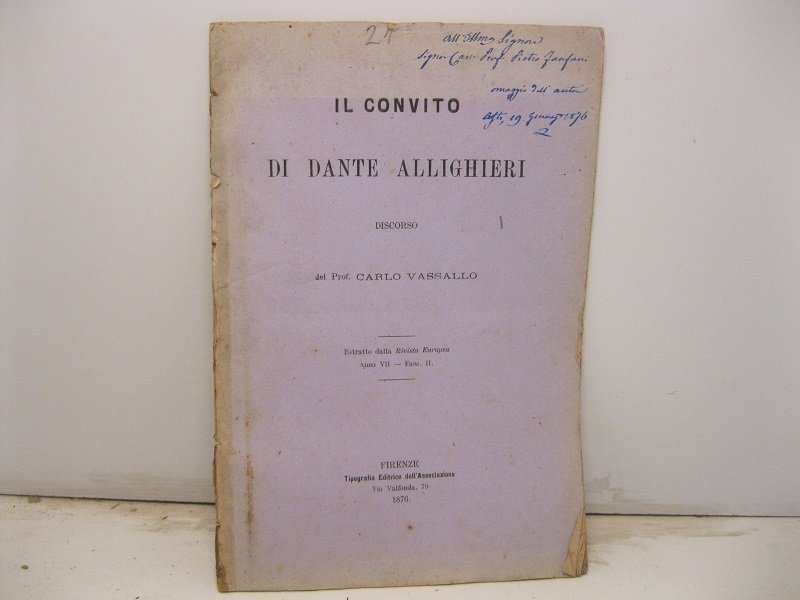 27
All'Illmo Signore
Signor Cav. Prof. Pietro Fanfani
omaggio dell'autore
Asti, 19 Gennaio 1876
IL CONVITO
DI DANTE ALLIGHIERI
DISCORSO
del Prof. CARLO VASSALLO
Estratto dalla Rivista Europea
Anno VII — Fasc. II.
FIRENZE
Tipografia Editrice dell'Associazione
Via Valfonda, 79
1876.